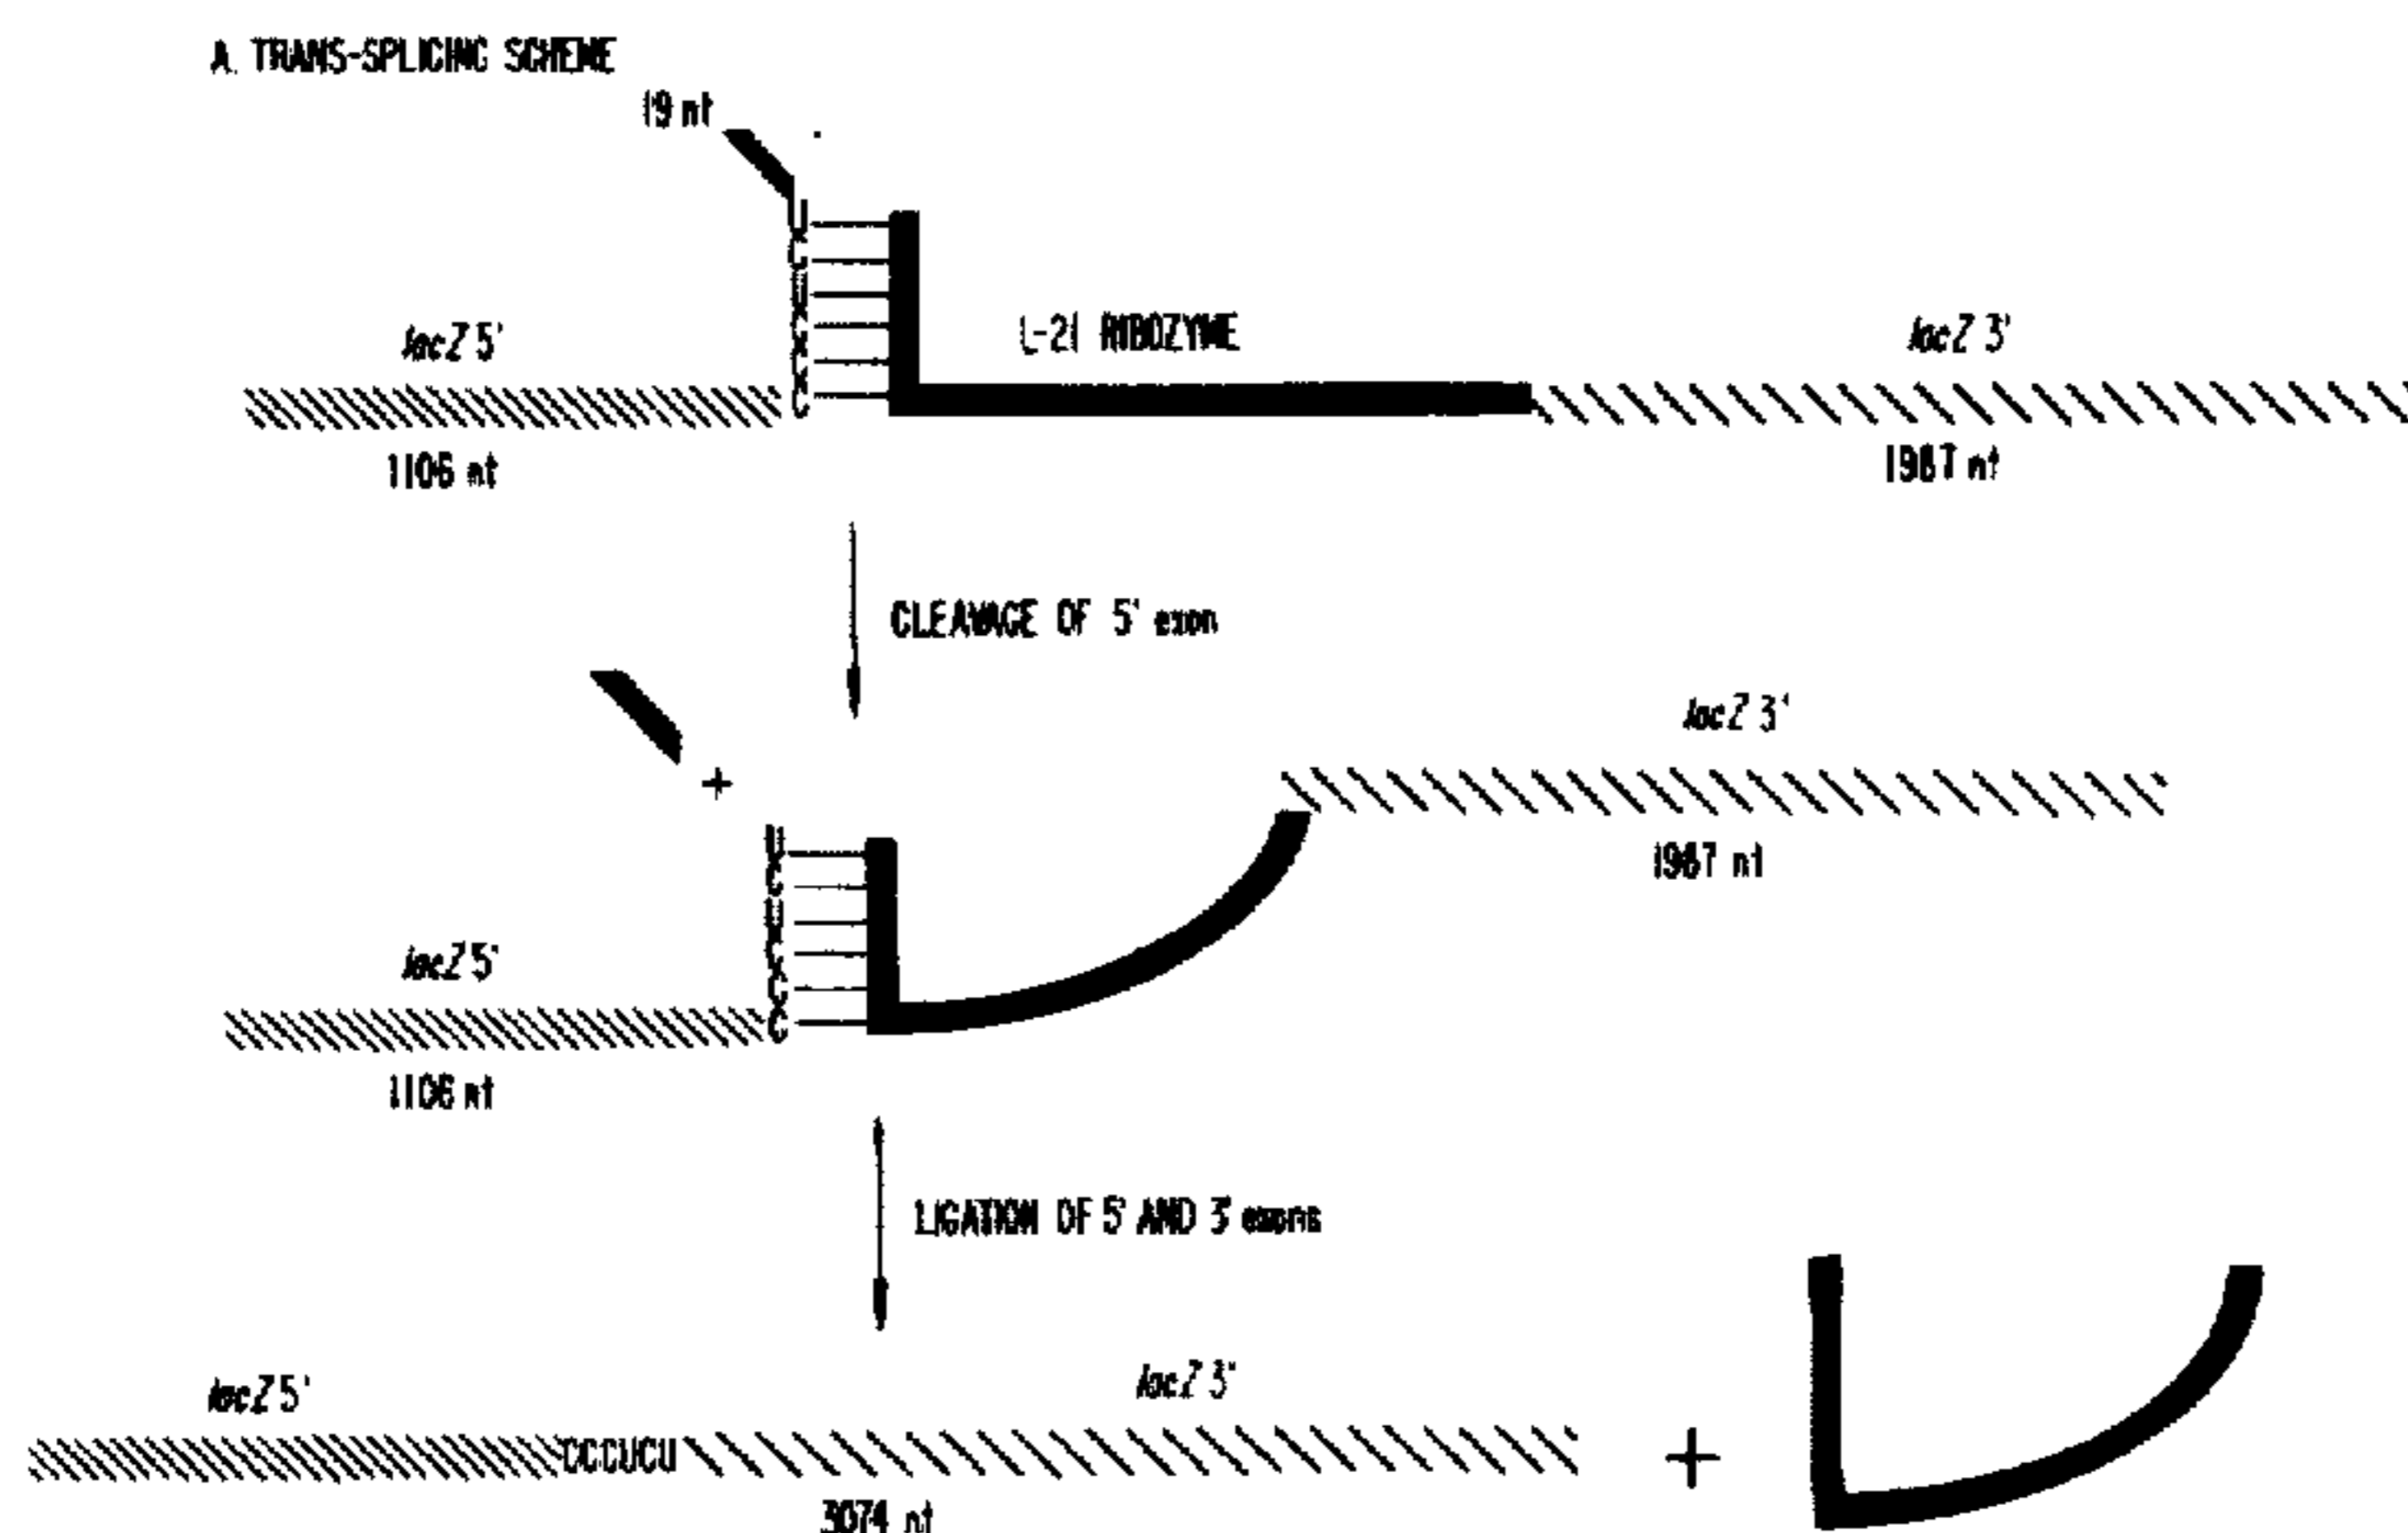 A. TRANS-SPLICING SCHEME
19 nt
U
C
U
C
C
C
L-21 RIBOZYME
lacZ 5'
lacZ 3'
1106 nt
1987 nt
CLEAVAGE OF 5' exon
+
lacZ 3'
1987 nt
U
C
U
C
C
C
lacZ 5'
1106 nt
LIGATION OF 5' AND 3' exons
lacZ 5'
lacZ 3'
CCCUCU
+
3074 nt